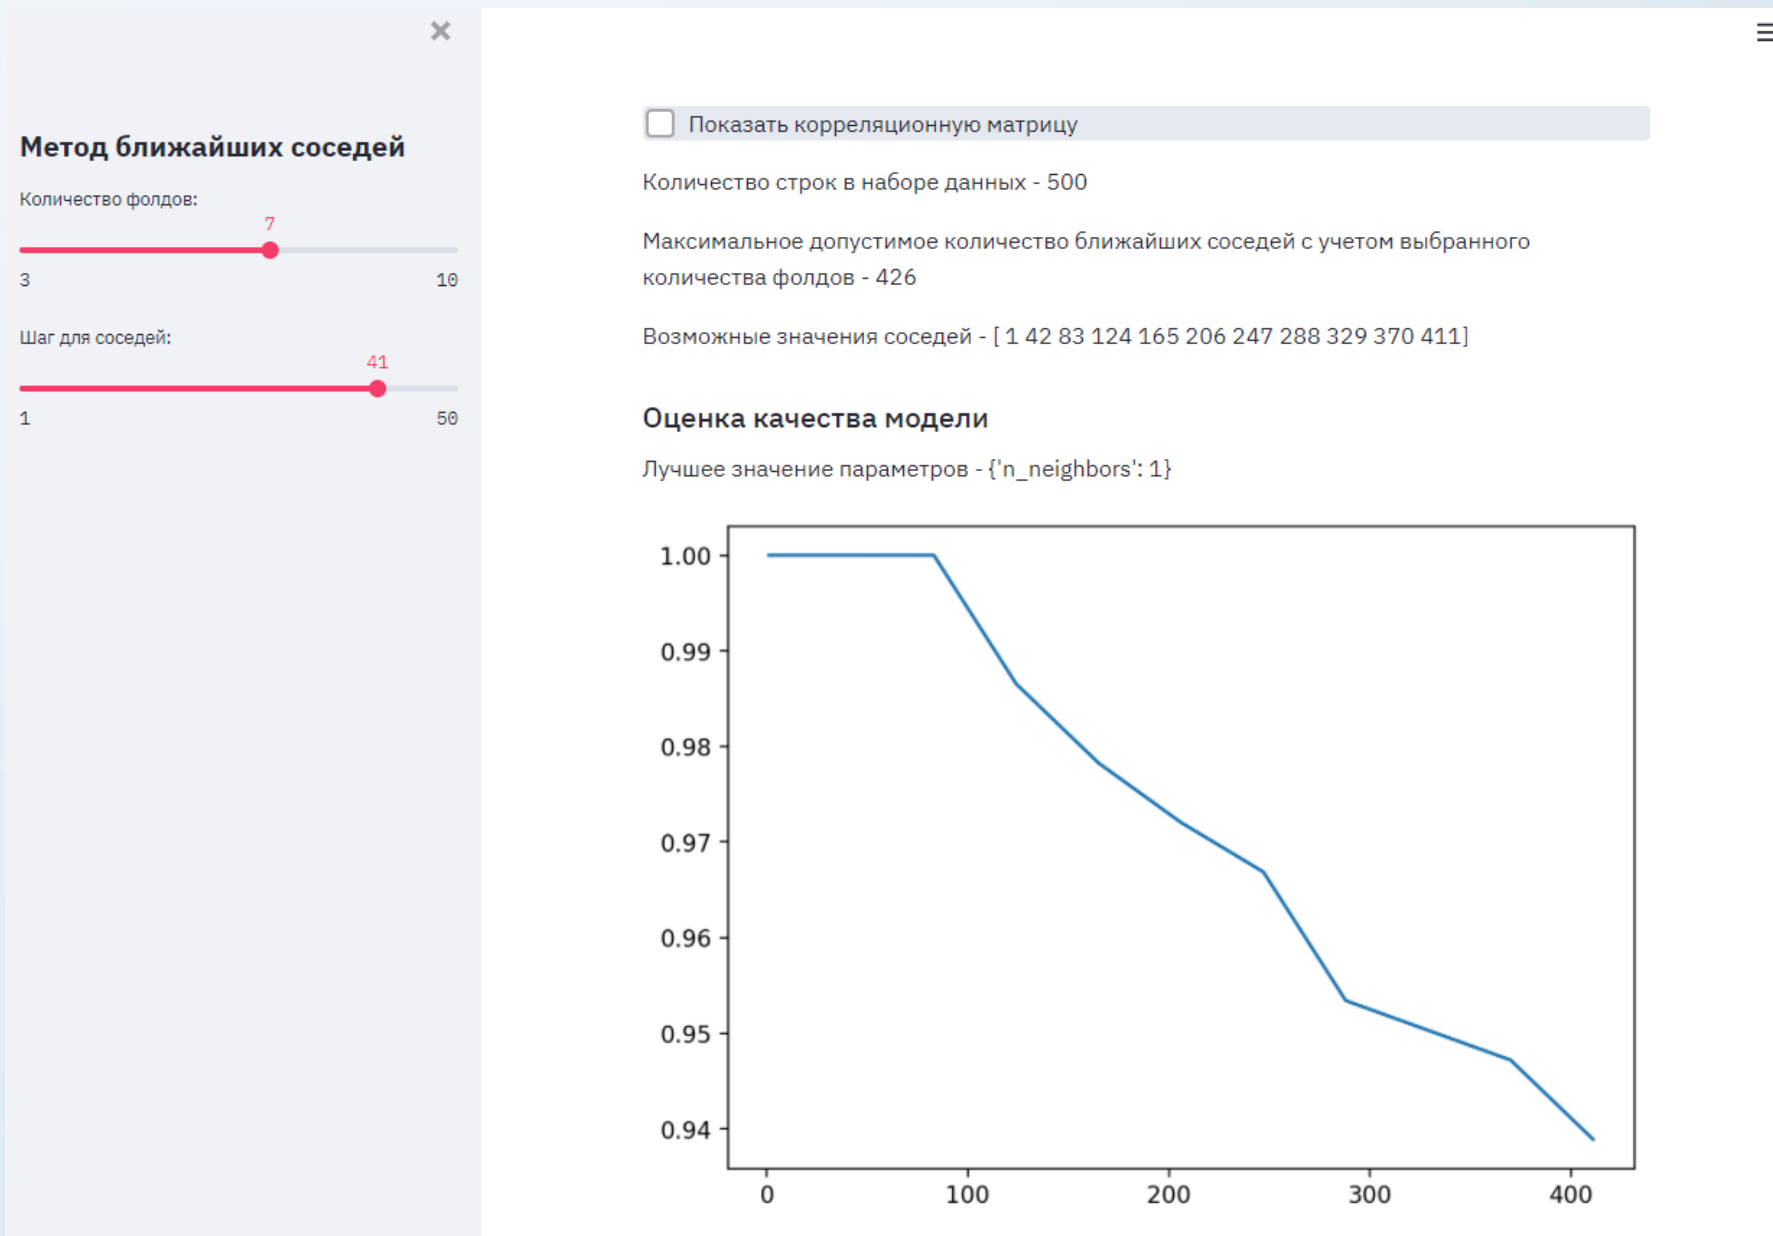 Метод ближайших соседей
Количество фолдов:
7
3 10
Шаг для соседей:
41
1 50
Показать корреляционную матрицу
Количество строк в наборе данных - 500
Максимальное допустимое количество ближайших соседей с учетом выбранного
количества фолдов - 426
Возможные значения соседей - [ 1 42 83 124 165 206 247 288 329 370 411]
Оценка качества модели
Лучшее значение параметров - {'n_neighbors': 1}
1.00
0.99
0.98
0.97
0.96
0.95
0.94
0 100 200 300 400